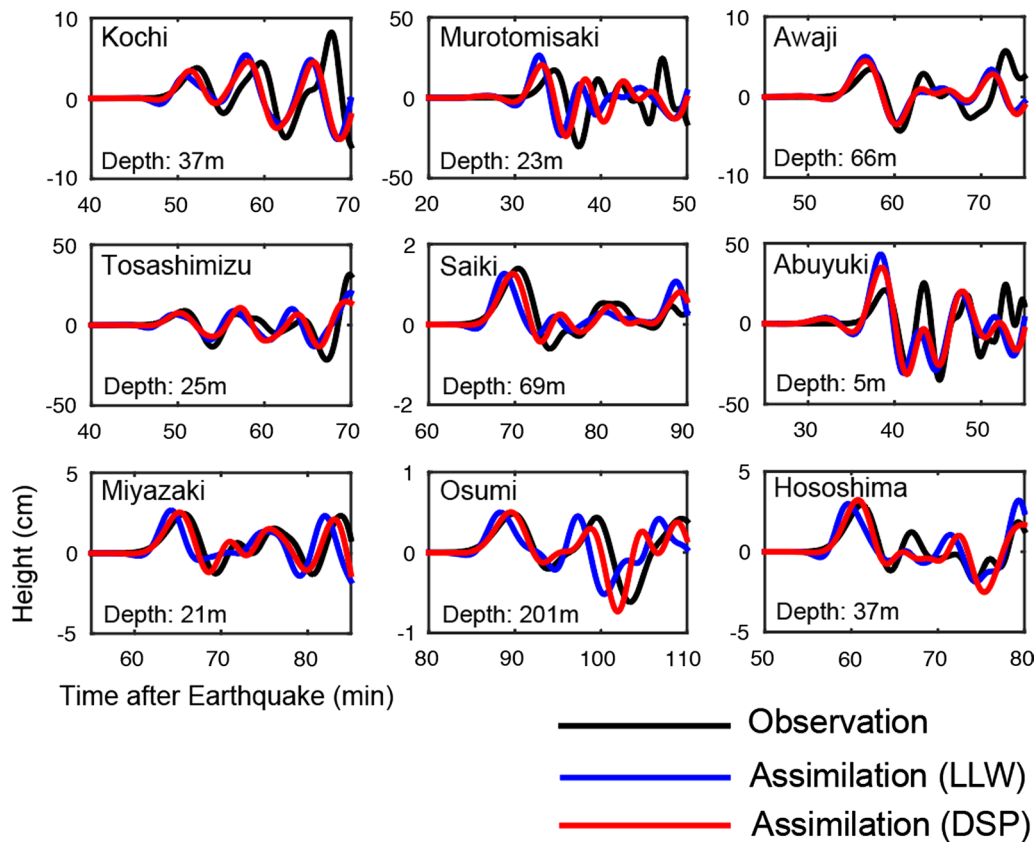 Kochi
10
0
-10
Depth: 37m
40 50 60 70
Murotomisaki
50
0
-50
Depth: 23m
20 30 40 50
Awaji
10
0
-10
Depth: 66m
50 60 70
Tosashimizu
50
0
-50
Depth: 25m
40 50 60 70
Saiki
2
0
-2
Depth: 69m
60 70 80 90
Abuyuki
50
0
-50
Depth: 5m
30 40 50
Miyazaki
5
0
-5
Depth: 21m
60 70 80
Osumi
1
0
-1
Depth: 201m
80 90 100 110
Hososhima
5
0
-5
Depth: 37m
50 60 70 80
Height (cm)
Time after Earthquake (min)
Observation
Assimilation (LLW)
Assimilation (DSP)